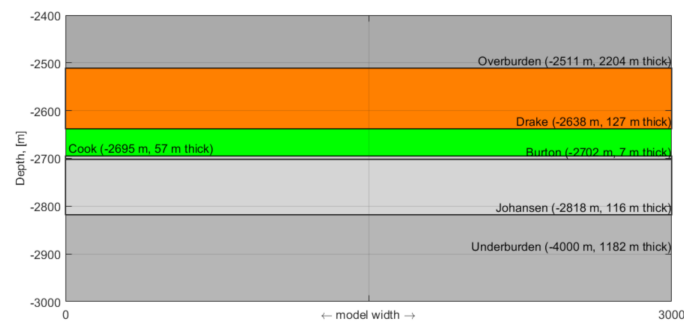 -2400
Overburden (-2511 m, 2204 m thick)
-2500
Drake (-2638 m, 127 m thick)
-2600
Cook (-2695 m, 57 m thick)
Burton (-2702 m, 7 m thick)
-2700
Depth, [m]
Johansen (-2818 m, 116 m thick)
-2800
Underburden (-4000 m, 1182 m thick)
-2900
-3000
0
← model width →
3000